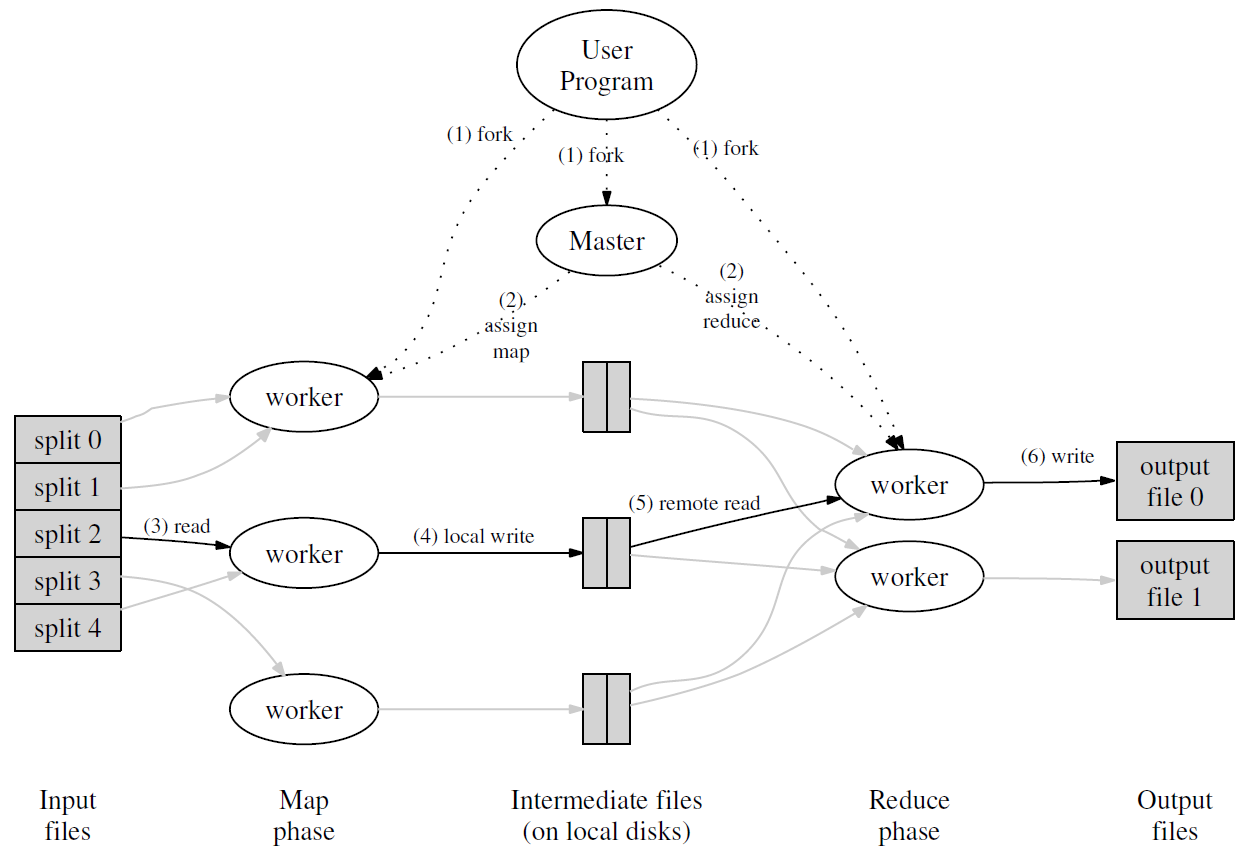 User
Program
(1) fork
(1) fork
(1) fork
Master
(2)
assign
map
(2)
assign
reduce
worker
split 0
split 1
split 2
split 3
split 4
(3) read
worker
(4) local write
(5) remote read
worker
(6) write
output
file 0
worker
output
file 1
worker
Input
files
Map
phase
Intermediate files
(on local disks)
Reduce
phase
Output
files